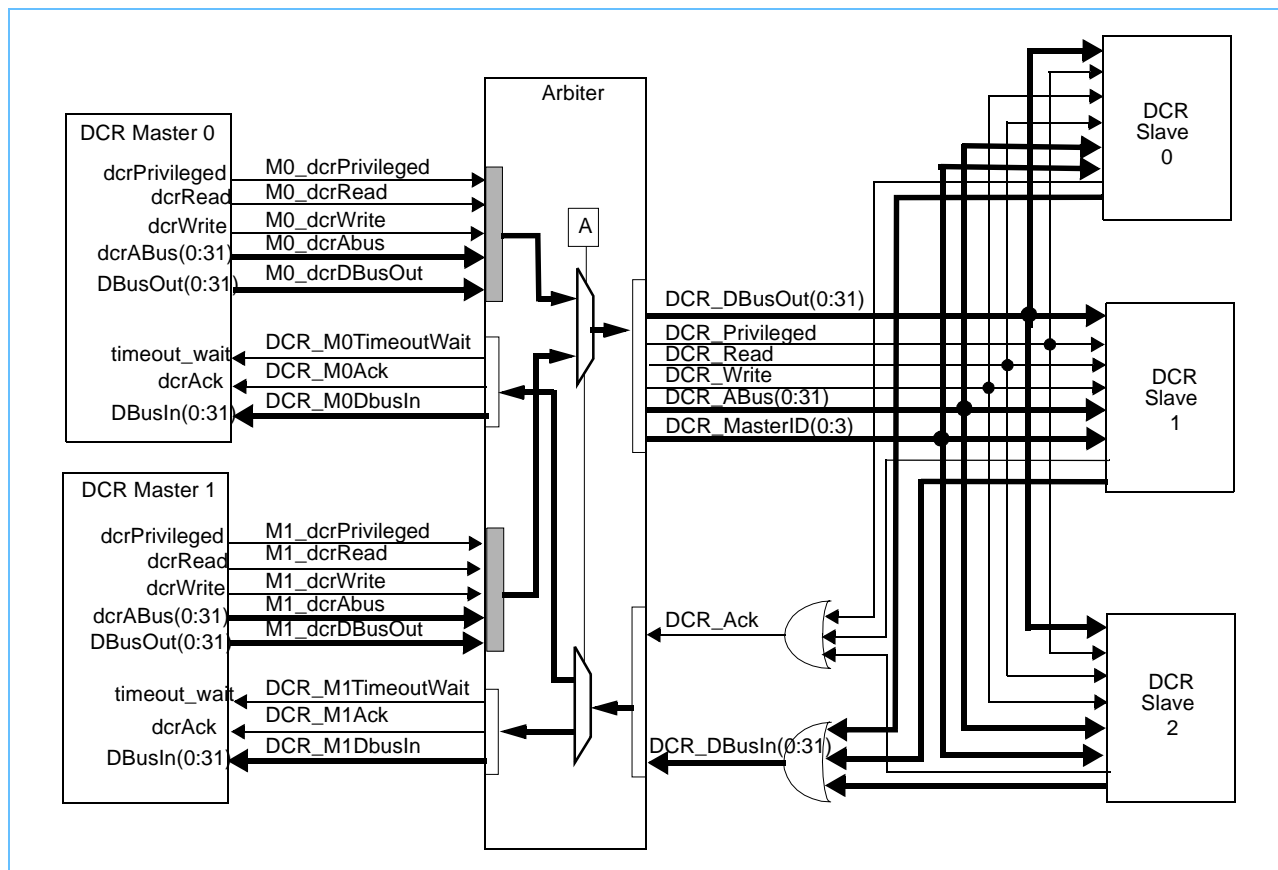 Arbiter
A
DCR Master 0
dcrPrivileged
dcrRead
dcrWrite
dcrABus(0:31)
DBusOut(0:31)
timeout_wait
dcrAck
DBusIn(0:31)
M0_dcrPrivileged
M0_dcrRead
M0_dcrWrite
M0_dcrAbus
M0_dcrDBusOut
DCR_M0TimeoutWait
DCR_M0Ack
DCR_M0DbusIn
DCR Master 1
dcrPrivileged
dcrRead
dcrWrite
dcrABus(0:31)
DBusOut(0:31)
timeout_wait
dcrAck
DBusIn(0:31)
M1_dcrPrivileged
M1_dcrRead
M1_dcrWrite
M1_dcrAbus
M1_dcrDBusOut
DCR_M1TimeoutWait
DCR_M1Ack
DCR_M1DbusIn
DCR_DBusOut(0:31)
DCR_Privileged
DCR_Read
DCR_Write
DCR_ABus(0:31)
DCR_MasterID(0:3)
DCR_Ack
DCR_DBusIn(0:31)
DCR
Slave
0
DCR
Slave
1
DCR
Slave
2